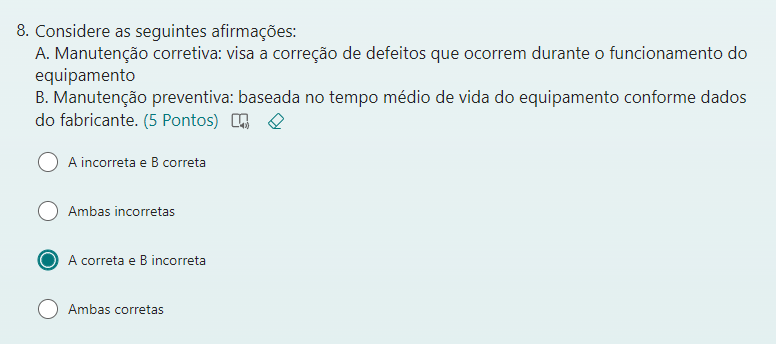 8. Considere as seguintes afirmações:
A. Manutenção corretiva: visa a correção de defeitos que ocorrem durante o funcionamento do
equipamento
B. Manutenção preventiva: baseada no tempo médio de vida do equipamento conforme dados
do fabricante. (5 Pontos)
A incorreta e B correta
Ambas incorretas
A correta e B incorreta
Ambas corretas